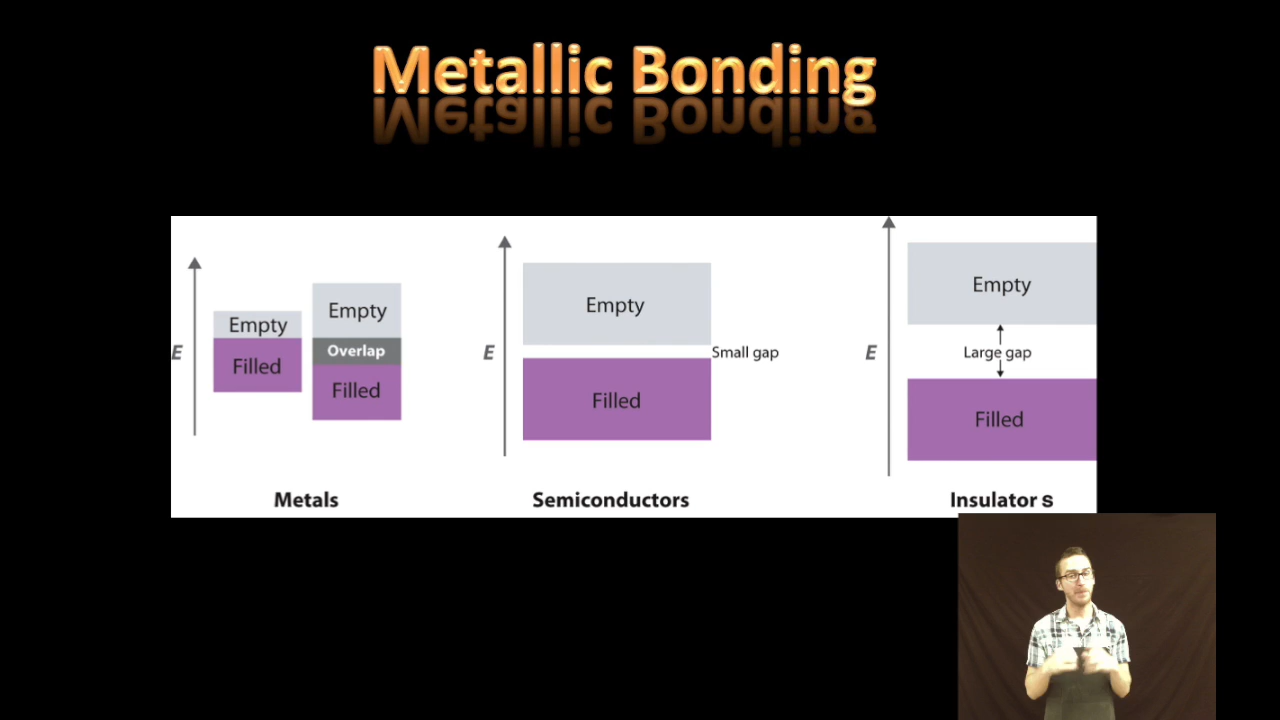 Metallic Bonding
E
Empty
Filled
Empty
Overlap
Filled
Metals
E
Empty
Small gap
Filled
Semiconductors
E
Empty
Large gap
Filled
Insulator s